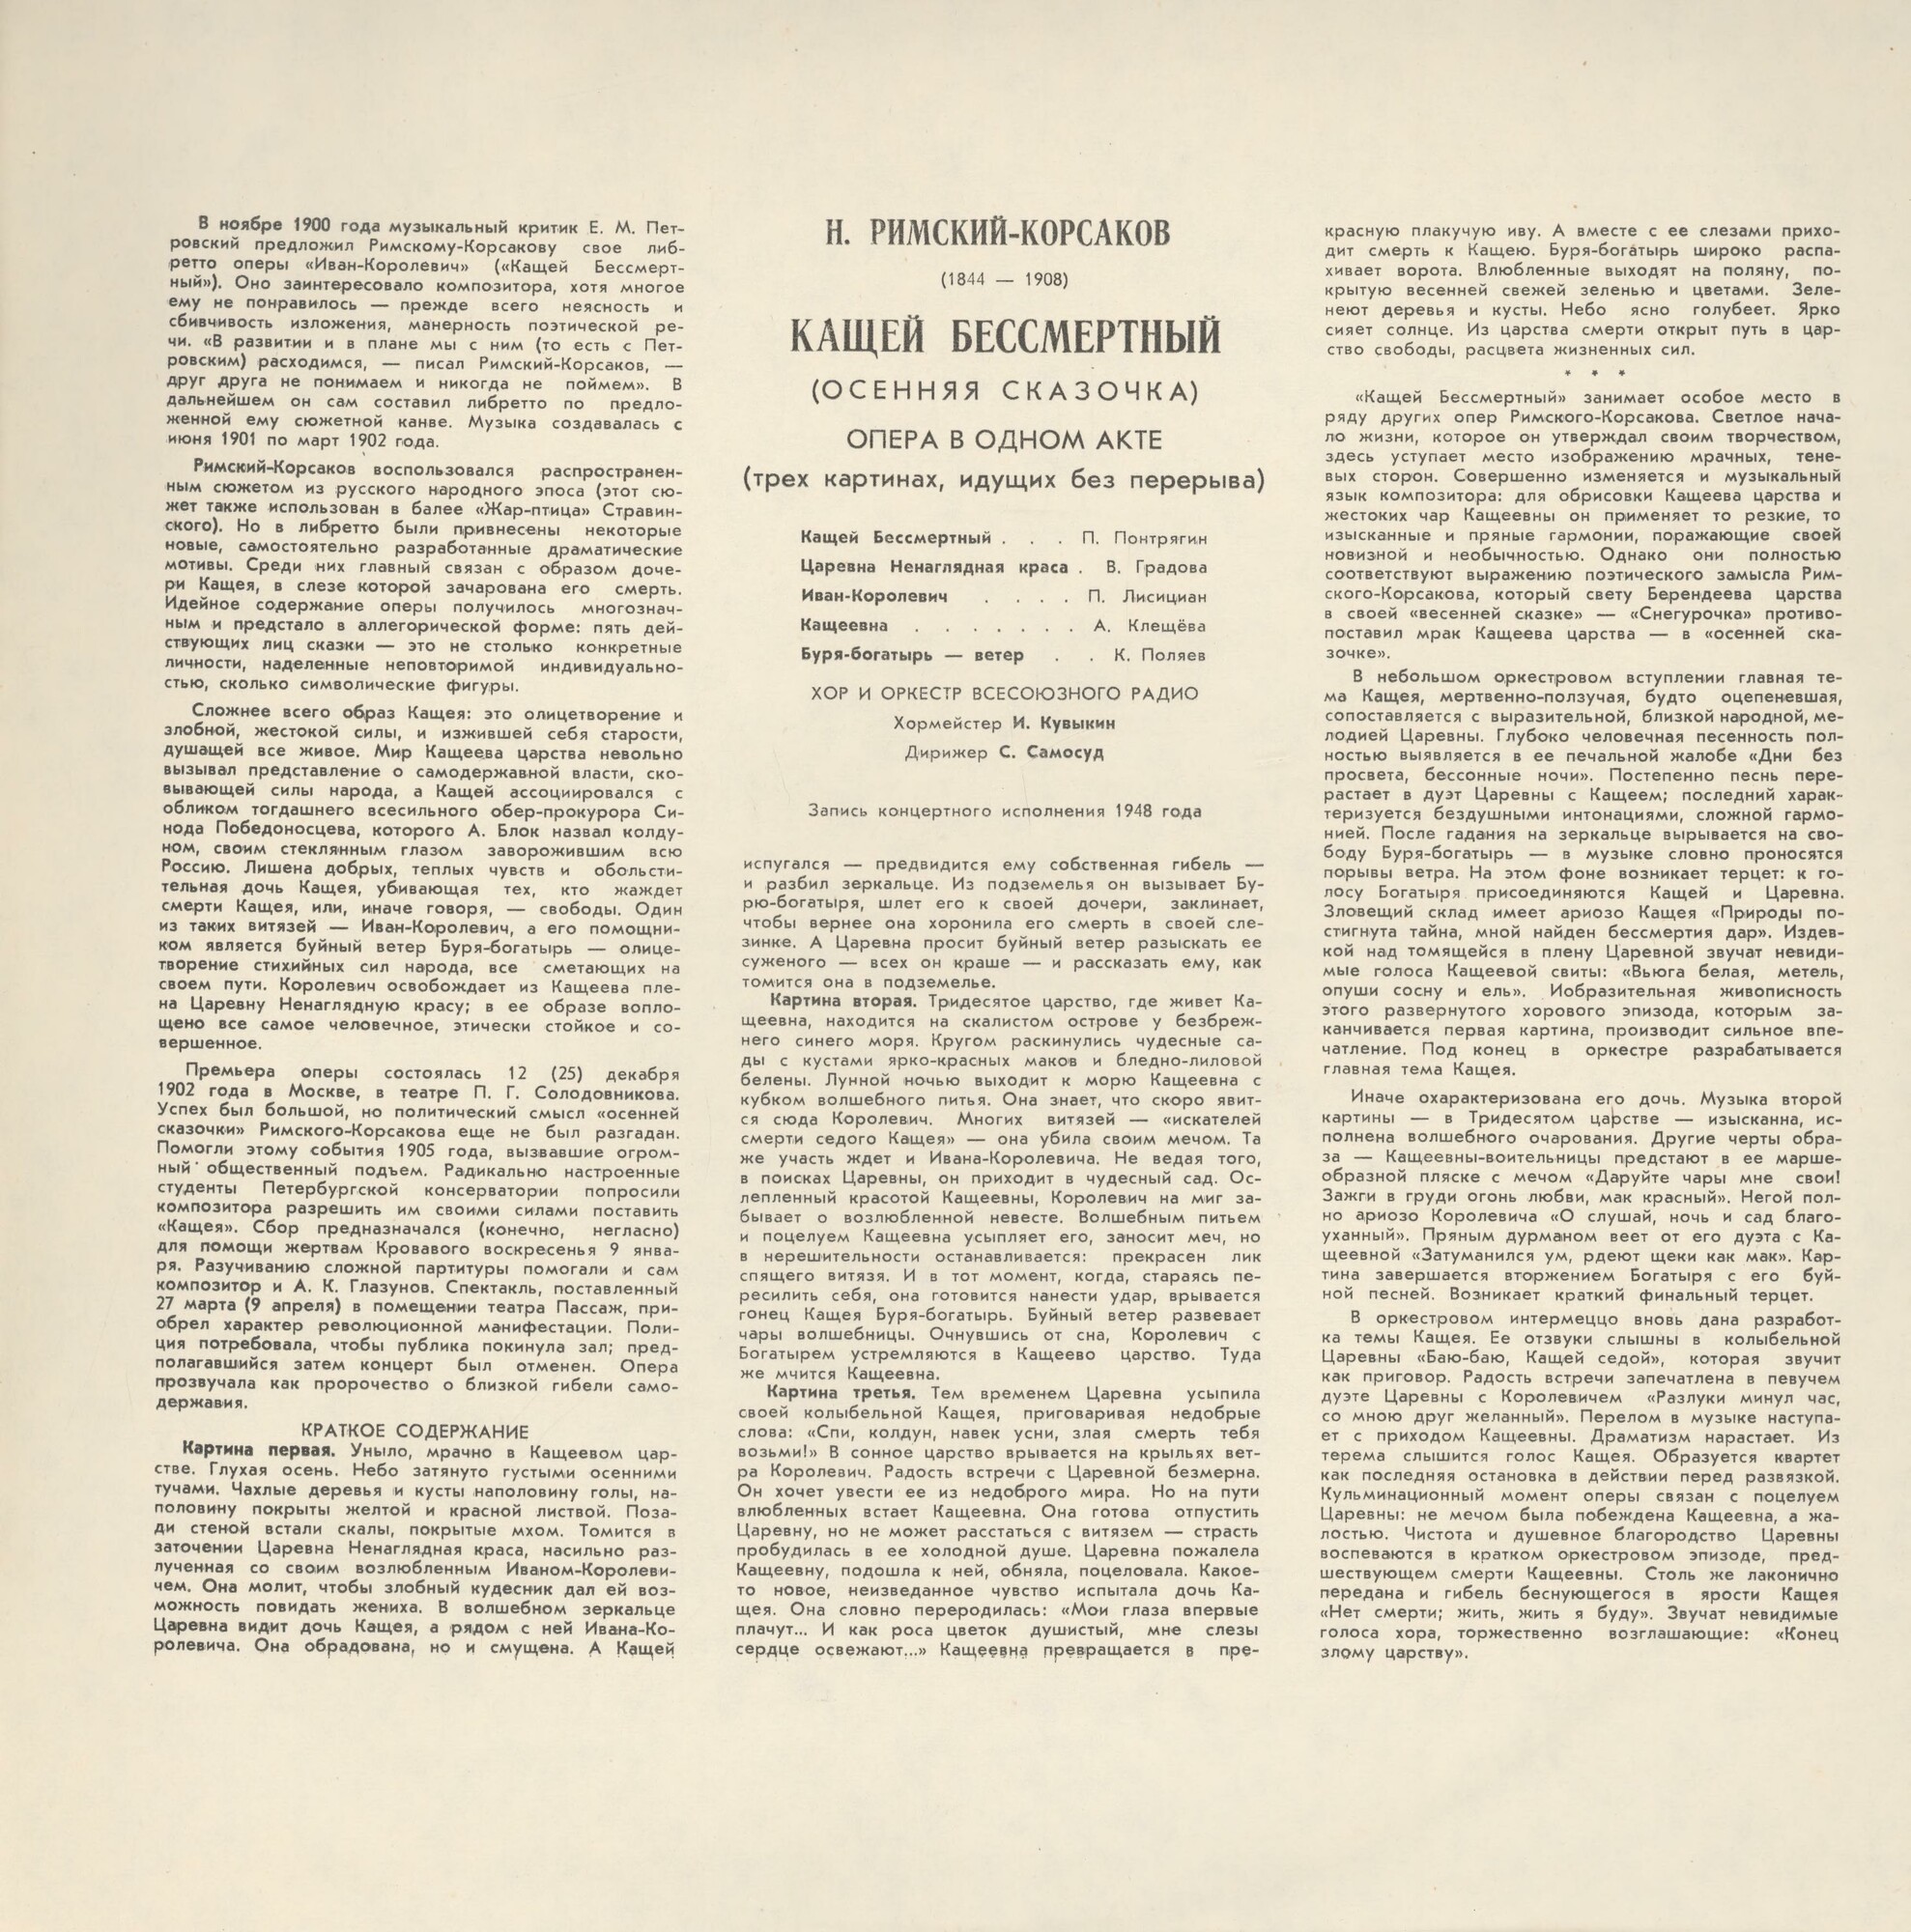 В ноябре 1900 года музыкальный критик Е. М. Пет-
ровский предложил Римскому-Корсакову свое либ-
ретто оперы «Иван-Королевич» («Кащей Бессмерт-
ный»). Оно заинтересовало композитора, хотя многое
ему не понравилось — прежде всего неясность и
сбивчивость изложения, манерность поэтической ре-
чи. «В развитии и в плане мы с ним (то есть с Пет-
ровским) расходимся, — писал Римский-Корсаков, —
друг друга не понимаем и никогда не поймем». В
дальнейшем он сам составил либретто по предло-
женной ему сюжетной канве. Музыка создавалась с
июня 1901 по март 1902 года.
Римский-Корсаков воспользовался распространен-
ным сюжетом из русского народного эпоса (этот сю-
жет также использован в балее «Жар-птица» Стравин-
ского). Но в либретто были привнесены некоторые
новые, самостоятельно разработанные драматические
мотивы. Среди них главный связан с образом доче-
ри Кащея, в слезе которой зачарована его смерть.
Идейное содержание оперы получилось многознач-
ным и предстало в аллегорической форме: пять дей-
ствующих лиц сказки — это не столько конкретные
личности, наделенные неповторимой индивидуально-
стью, сколько символические фигуры.
Сложнее всего образ Кащея: это олицетворение и
злобной, жестокой силы, и изжившей себя старости,
душащей все живое. Мир Кащеева царства невольно
вызывал представление о самодержавной власти, ско-
вывающей силы народа, а Кащей ассоциировался с
обликом тогдашнего всесильного обер-прокурора Си-
нода Победоносцева, которого А. Блок назвал колду-
ном, своим стеклянным глазом заворожившим всю
Россию. Лишена добрых, теплых чувств и обольсти-
тельная дочь Кащея, убивающая тех, кто жаждет
смерти Кащея, или, иначе говоря, — свободы. Один
из таких витязей — Иван-Королевич, а его помощни-
ком является буйный ветер Буря-богатырь — олице-
творение стихийных сил народа, все сметающих на
своем пути. Королевич освобождает из Кащеева пле-
на Царевну Ненаглядную красу; в ее образе вопло-
щено все самое человечное, этически стойкое и со-
вершенное.
Премьера оперы состоялась 12 (25) декабря
1902 года в Москве, в театре П. Г. Солодовникова.
Успех был большой, но политический смысл «осенней
сказочки» Римского-Корсакова еще не был разгадан.
Помогли этому события 1905 года, вызвавшие огром-
ный общественный подъем. Радикально настроенные
студенты Петербургской консерватории попросили
композитора разрешить им своими силами поставить
«Кащея». Сбор предназначался (конечно, негласно)
для помощи жертвам Кровавого воскресенья 9 янва-
ря. Разучиванию сложной партитуры помогали и сам
композитор и А. К. Глазунов. Спектакль, поставленный
27 марта (9 апреля) в помещении театра Пассаж, при-
обрел характер революционной манифестации. Поли-
ция потребовала, чтобы публика покинула зал; пред-
полагавшийся затем концерт был отменен. Опера
прозвучала как пророчество о близкой гибели само-
державия.
КРАТКОЕ СОДЕРЖАНИЕ
Картина первая. Уныло, мрачно в Кащеевом цар-
стве. Глухая осень. Небо затянуто густыми осенними
тучами. Чахлые деревья и кусты наполовину голы, на-
половину покрыты желтой и красной листвой. Поза-
ди стеной встали скалы, покрытые мхом. Томится в
заточении Царевна Ненаглядная краса, насильно раз-
лученная со своим возлюбленным Иваном-Королеви-
чем. Она молит, чтобы злобный кудесник дал ей воз-
можность повидать жениха. В волшебном зеркальце
Царевна видит дочь Кащея, а рядом с ней Ивана-Ко-
ролевича. Она обрадована, но и смущена. А Кащей
Н. РИМСКИЙ-КОРСАКОВ
(1844 — 1908)
КАЩЕЙ БЕССМЕРТНЫЙ
(ОСЕННЯЯ СКАЗОЧКА)
ОПЕРА В ОДНОМ АКТЕ
(трех картинах, идущих без перерыва)
Кащей Бессмертный . . . П. Понтрягин
Царевна Ненаглядная краса . В. Градова
Иван-Королевич . . . . П. Лисициан
Кащеевна . . . . . . . А. Клещёва
Буря-богатырь — ветер . . К. Поляев
ХОР И ОРКЕСТР ВСЕСОЮЗНОГО РАДИО
Хормейстер И. Кувыкин
Дирижер С. Самосуд
Запись концертного исполнения 1948 года
испугался — предвидится ему собственная гибель —
и разбил зеркальце. Из подземелья он вызывает Бу-
рю-богатыря, шлет его к своей дочери, заклинает,
чтобы вернее она хоронила его смерть в своей сле-
зинке. А Царевна просит буйный ветер разыскать ее
суженого — всех он краше — и рассказать ему, как
томится она в подземелье.
Картина вторая. Тридесятое царство, где живет Ка-
щеевна, находится на скалистом острове у безбреж-
него синего моря. Кругом раскинулись чудесные са-
ды с кустами ярко-красных маков и бледно-лиловой
белены. Лунной ночью выходит к морю Кащеевна с
кубком волшебного питья. Она знает, что скоро явит-
ся сюда Королевич. Многих витязей — «искателей
смерти седого Кащея» — она убила своим мечом. Та
же участь ждет и Ивана-Королевича. Не ведая того,
в поисках Царевны, он приходит в чудесный сад. Ос-
лепленный красотой Кащеевны, Королевич на миг за-
бывает о возлюбленной невесте. Волшебным питьем
и поцелуем Кащеевна усыпляет его, заносит меч, но
в нерешительности останавливается: прекрасен лик
спящего витязя. И в тот момент, когда, стараясь пе-
ресилить себя, она готовится нанести удар, врывается
гонец Кащея Буря-богатырь. Буйный ветер развевает
чары волшебницы. Очнувшись от сна, Королевич с
Богатырем устремляются в Кащеево царство. Туда
же мчится Кащеевна.
Картина третья. Тем временем Царевна усыпила
своей колыбельной Кащея, приговаривая недобрые
слова: «Спи, колдун, навек усни, злая смерть тебя
возьми!» В сонное царство врывается на крыльях вет-
ра Королевич. Радость встречи с Царевной безмерна.
Он хочет увести ее из недоброго мира. Но на пути
влюбленных встает Кащеевна. Она готова отпустить
Царевну, но не может расстаться с витязем — страсть
пробудилась в ее холодной душе. Царевна пожалела
Кащеевну, подошла к ней, обняла, поцеловала. Какое-
то новое, неизведанное чувство испытала дочь Ка-
щея. Она словно переродилась: «Мои глаза впервые
плачут... И как роса цветок душистый, мне слезы
сердце освежают...» Кащеевна превращается в пре-
красную плакучую иву. А вместе с ее слезами прихо-
дит смерть к Кащею. Буря-богатырь широко распа-
хивает ворота. Влюбленные выходят на поляну, по-
крытую весенней свежей зеленью и цветами. Зеле-
неют деревья и кусты. Небо ясно голубеет. Ярко
сияет солнце. Из царства смерти открыт путь в цар-
ство свободы, расцвета жизненных сил.
* * *
«Кащей Бессмертный» занимает особое место в
ряду других опер Римского-Корсакова. Светлое нача-
ло жизни, которое он утверждал своим творчеством,
здесь уступает место изображению мрачных, тене-
вых сторон. Совершенно изменяется и музыкальный
язык композитора: для обрисовки Кащеева царства и
жестоких чар Кащеевны он применяет то резкие, то
изысканные и пряные гармонии, поражающие своей
новизной и необычностью. Однако они полностью
соответствуют выражению поэтического замысла Рим-
ского-Корсакова, который свету Берендеева царства
в своей «весенней сказке» — «Снегурочка» противо-
поставил мрак Кащеева царства — в «осенней ска-
зочке».
В небольшом оркестровом вступлении главная те-
ма Кащея, мертвенно-ползучая, будто оцепеневшая,
сопоставляется с выразительной, близкой народной, ме-
лодией Царевны. Глубоко человечная песенность пол-
ностью выявляется в ее печальной жалобе «Дни без
просвета, бессонные ночи». Постепенно песнь пере-
растает в дуэт Царевны с Кащеем; последний харак-
теризуется бездушными интонациями, сложной гармо-
нией. После гадания на зеркальце вырывается на сво-
боду Буря-богатырь — в музыке словно проносятся
порывы ветра. На этом фоне возникает терцет: к го-
лосу Богатыря присоединяются Кащей и Царевна.
Зловещий склад имеет ариозо Кащея «Природы по-
стигнута тайна, мной найден бессмертия дар». Издев-
кой над томящейся в плену Царевной звучат невиди-
мые голоса Кащеевой свиты: «Вьюга белая, метель,
опуши сосну и ель». Иобразительная живописность
этого развернутого хорового эпизода, которым за-
канчивается первая картина, производит сильное впе-
чатление. Под конец в оркестре разрабатывается
главная тема Кащея.
Иначе охарактеризована его дочь. Музыка второй
картины — в Тридесятом царстве — изысканна, ис-
полнена волшебного очарования. Другие черты обра-
за — Кащеевны-воительницы предстают в ее марше-
образной пляске с мечом «Даруйте чары мне свои!
Зажги в груди огонь любви, мак красный». Негой пол-
но ариозо Королевича «О слушай, ночь и сад благо-
уханный». Пряным дурманом веет от его дуэта с Ка-
щеевной «Затуманился ум, рдеют щеки как мак». Кар-
тина завершается вторжением Богатыря с его буй-
ной песней. Возникает краткий финальный терцет.
В оркестровом интермеццо вновь дана разработ-
ка темы Кащея. Ее отзвуки слышны в колыбельной
Царевны «Баю-баю, Кащей седой», которая звучит
как приговор. Радость встречи запечатлена в певучем
дуэте Царевны с Королевичем «Разлуки минул час,
со мною друг желанный». Перелом в музыке наступа-
ет с приходом Кащеевны. Драматизм нарастает. Из
терема слышится голос Кащея. Образуется квартет
как последняя остановка в действии перед развязкой.
Кульминационный момент оперы связан с поцелуем
Царевны: не мечом была побеждена Кащеевна, а жа-
лостью. Чистота и душевное благородство Царевны
воспеваются в кратком оркестровом эпизоде, пред-
шествующем смерти Кащеевны. Столь же лаконично
передана и гибель беснующегося в ярости Кащея
«Нет смерти; жить, жить я буду». Звучат невидимые
голоса хора, торжественно возглашающие: «Конец
злому царству».